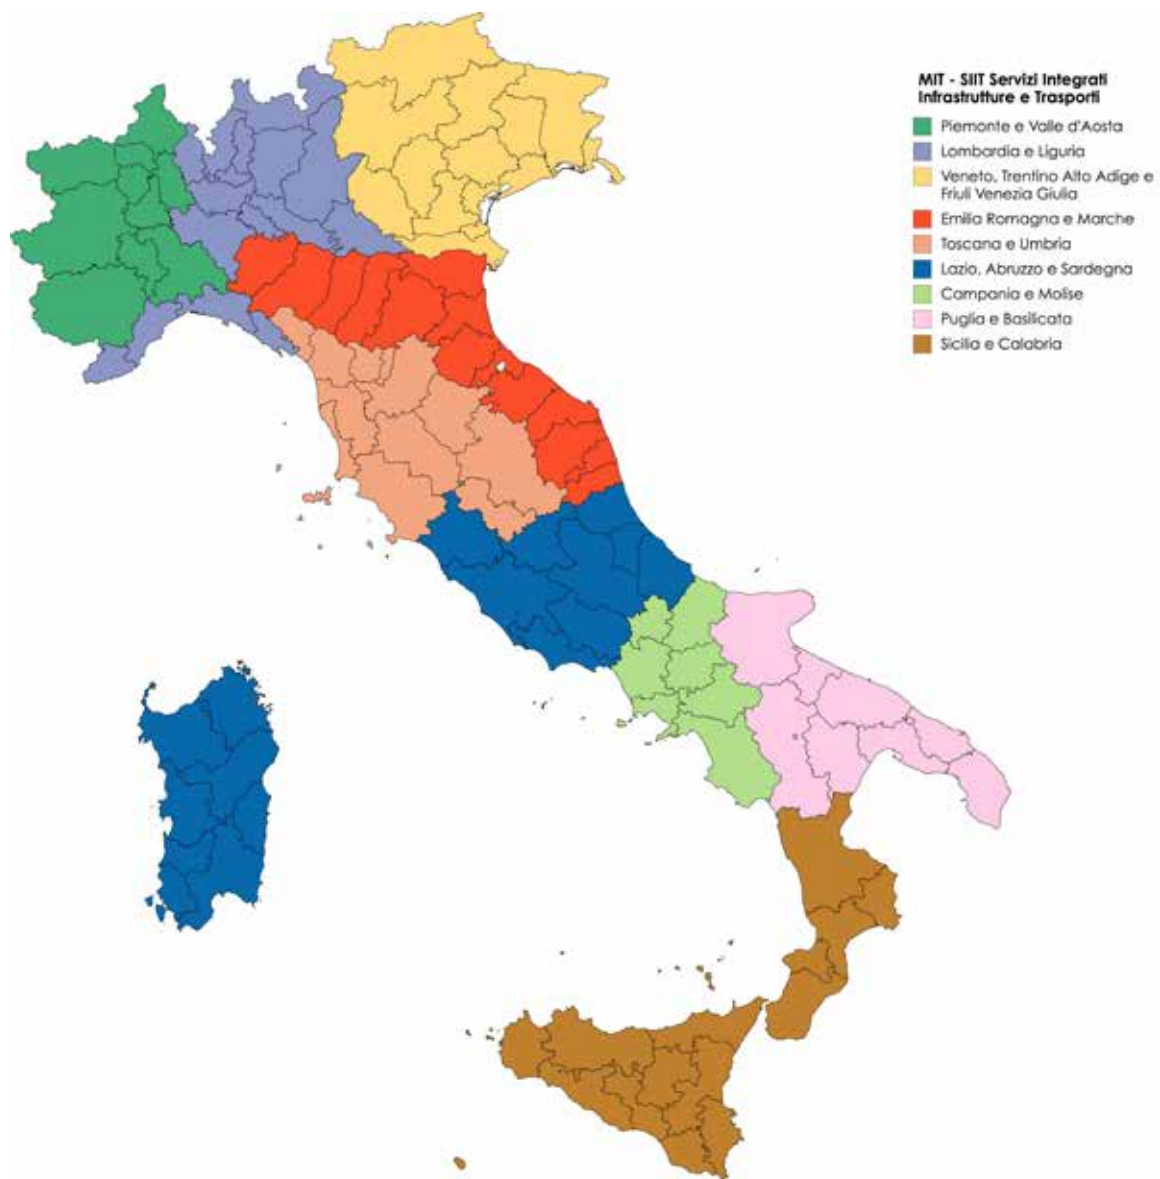 MIT - SIIT Servizi Integrati
Infrastrutture e Trasporti
Piemonte e Valle d'Aosta
Lombardia e Liguria
Veneto, Trentino Alto Adige e
Friuli Venezia Giulia
Emilia Romagna e Marche
Toscana e Umbria
Lazio, Abruzzo e Sardegna
Campania e Molise
Puglia e Basilicata
Sicilia e Calabria